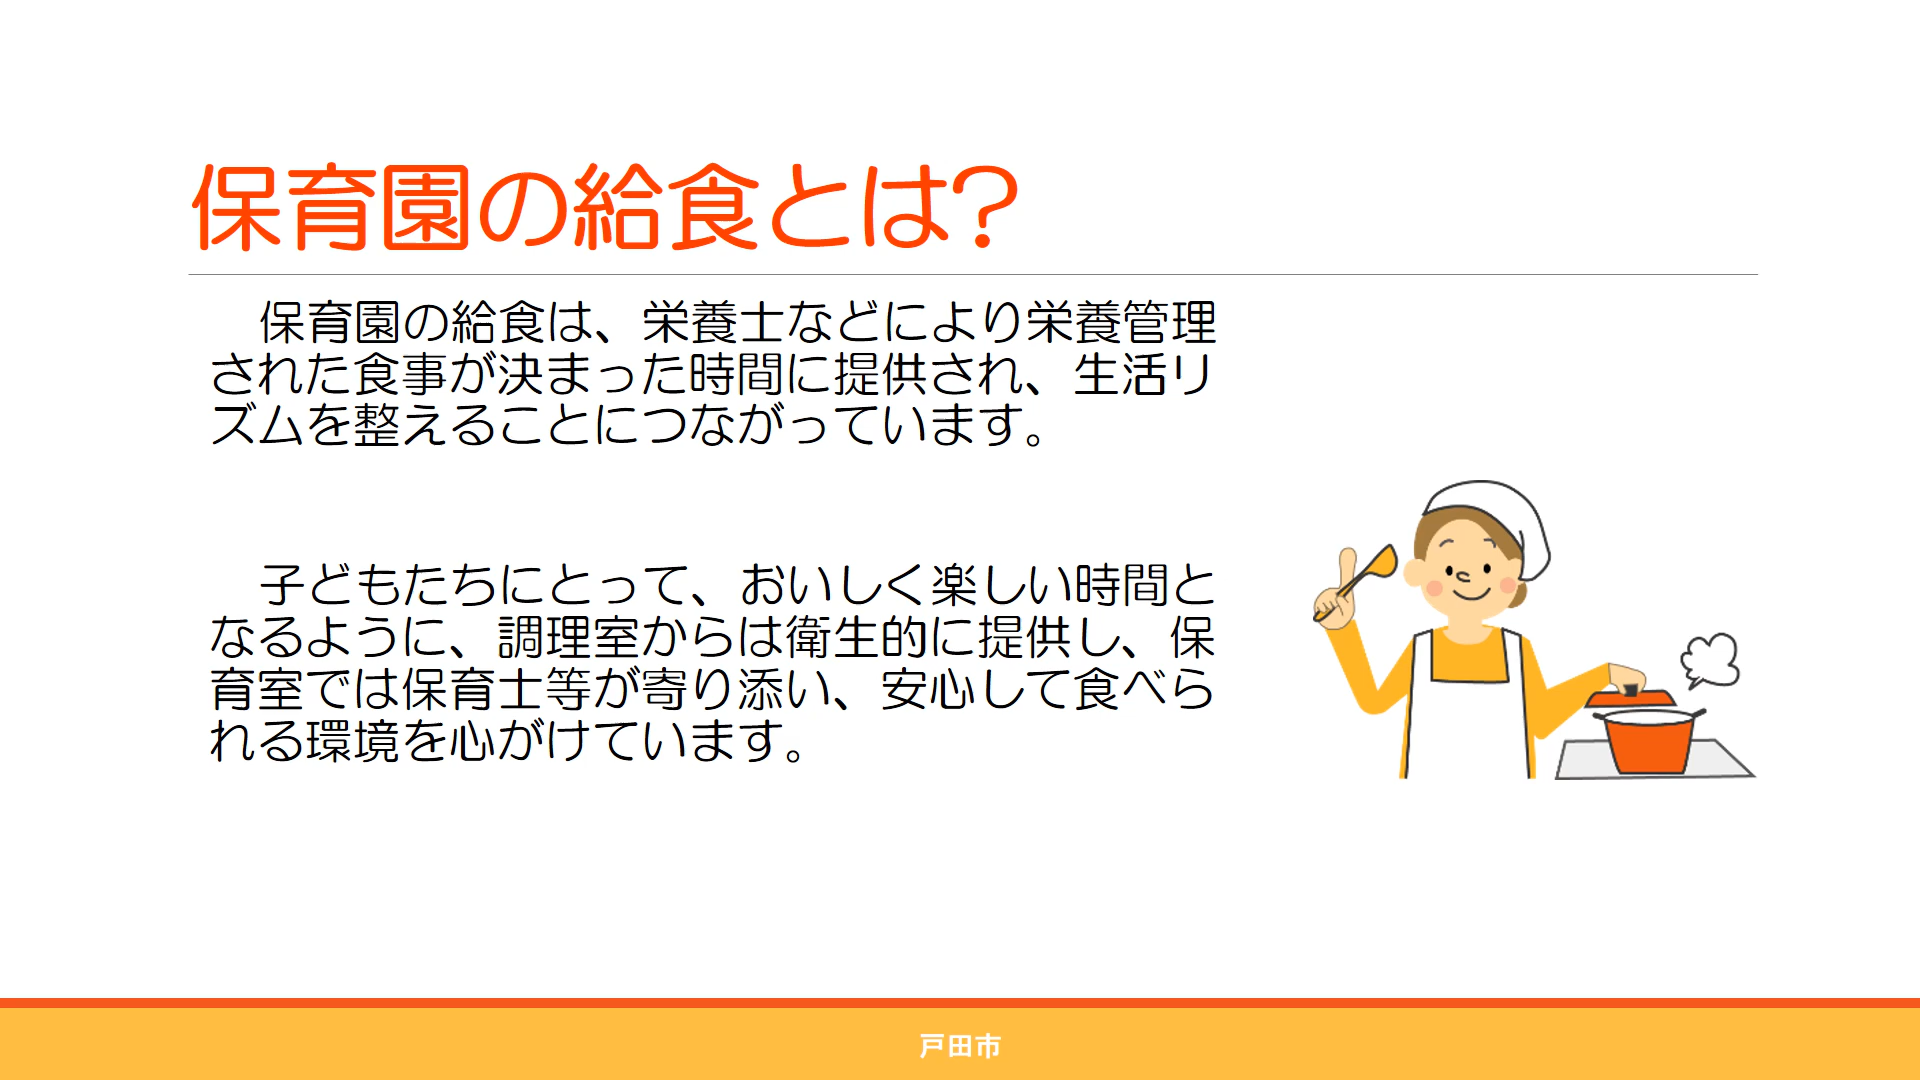 保育園の給食とは？
保育園の給食は、栄養士などにより栄養管理
された食事が決まった時間に提供され、生活リ
ズムを整えることにつながっています。
子どもたちにとって、おいしく楽しい時間と
なるように、調理室からは衛生的に提供し、保
育室では保育士等が寄り添い、安心して食べら
れる環境を心がけています。
戸田市